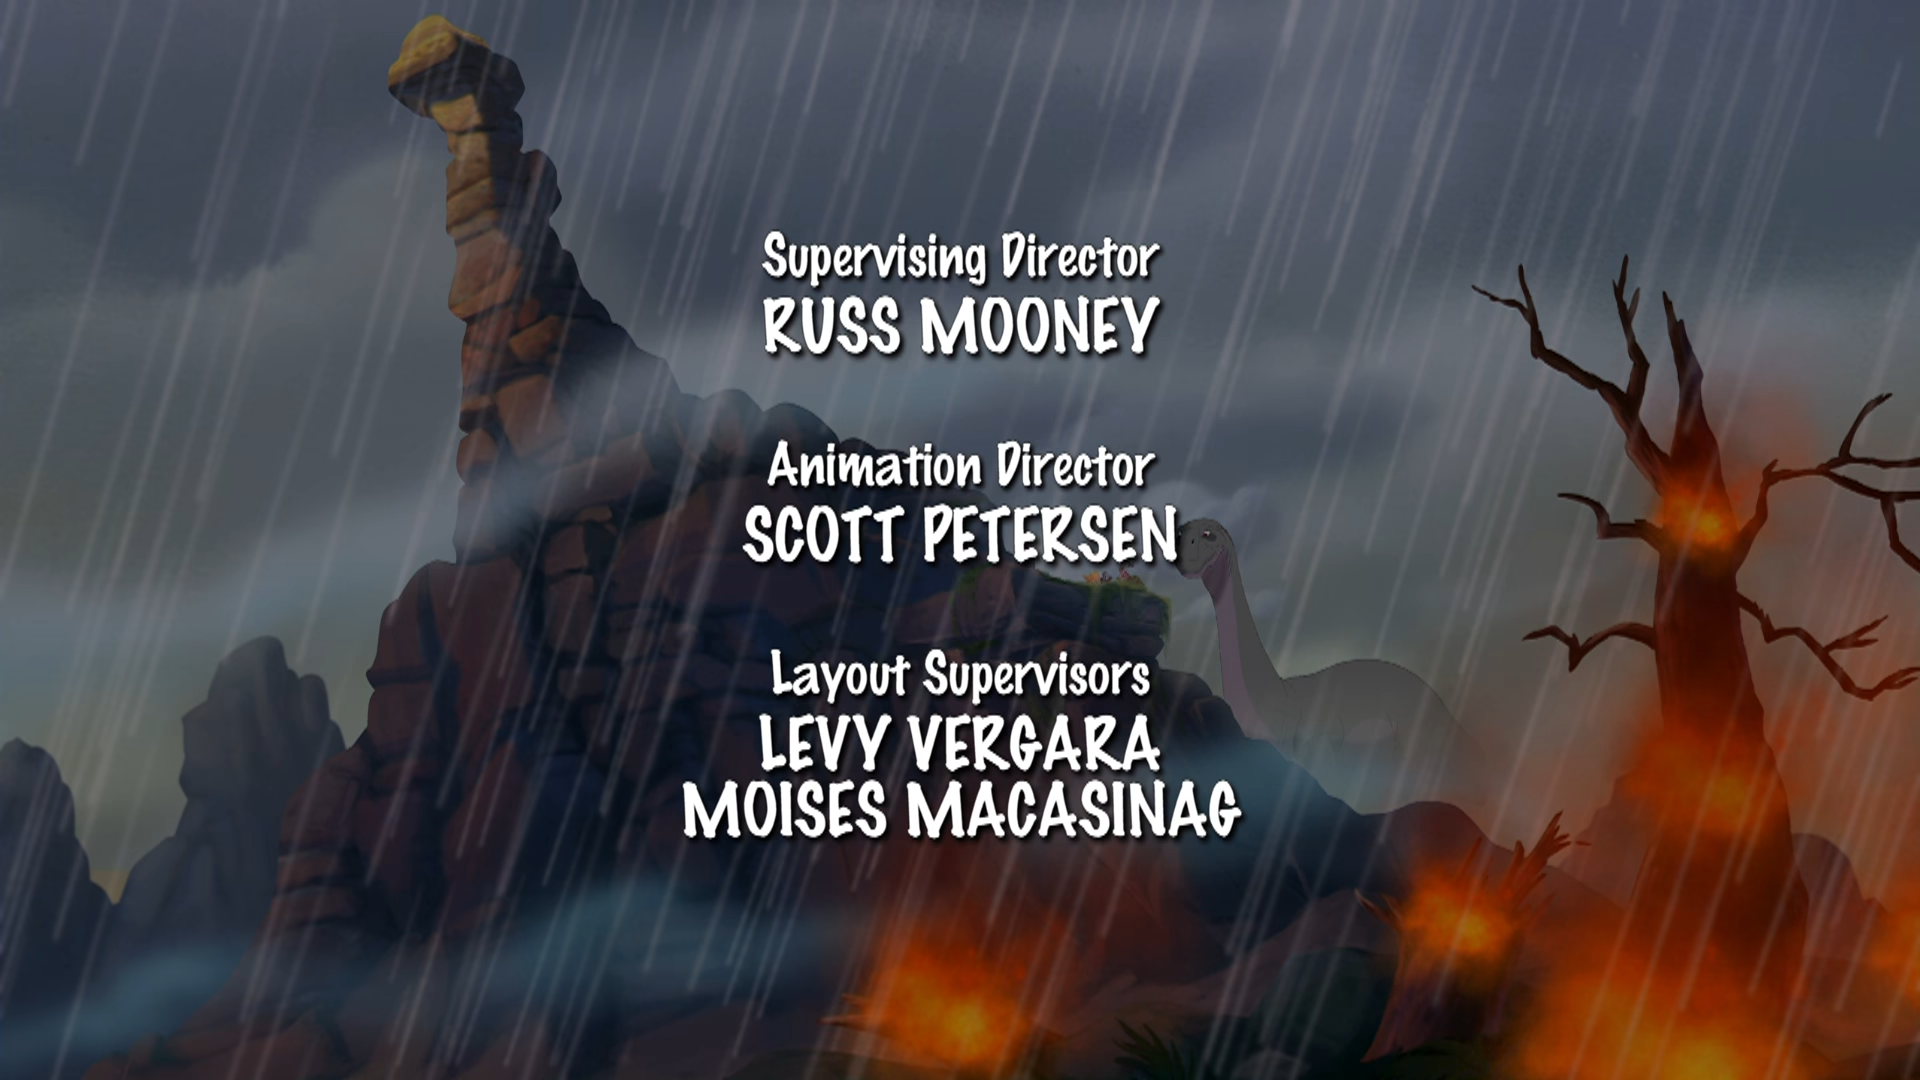 Supervising Director
RUSS MOONEY
Animation Director
SCOTT PETERSEN
Layout Supervisors
LEVY VERGARA
MOISES MACASINAG